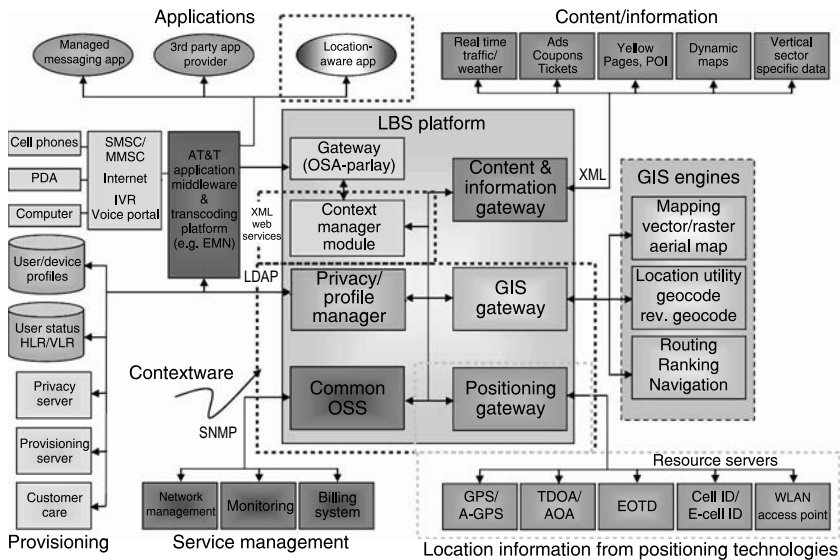 Applications
Content/information
Managed
messaging app
3rd party app
provider
Location-
aware app
Real time
traffic/
weather
Ads
Coupons
Tickets
Yellow
Pages, POI
Dynamic
maps
Vertical
sector
specific data
Cell phones
PDA
Computer
SMSC/
MMSC
Internet
IVR
Voice portal
AT&T
application
middleware
&
transcoding
platform
(e.g. EMN)
LBS platform
Gateway
(OSA-parlay)
Content &
information
gateway
XML
XML
web
services
Context
manager
module
GIS engines
Mapping
vector/raster
aerial map
Location utility
geocode
rev. geocode
Routing
Ranking
Navigation
User/device
profiles
User status
HLR/VLR
Privacy
server
Provisioning
server
Customer
care
Provisioning
LDAP
Privacy/
profile
manager
GIS
gateway
Contextware
SNMP
Common
OSS
Positioning
gateway
Network
management
Monitoring
Billing
system
Service management
Resource servers
GPS/
A-GPS
TDOA/
AOA
EOTD
Cell ID/
E-cell ID
WLAN
access point
Location information from positioning technologies